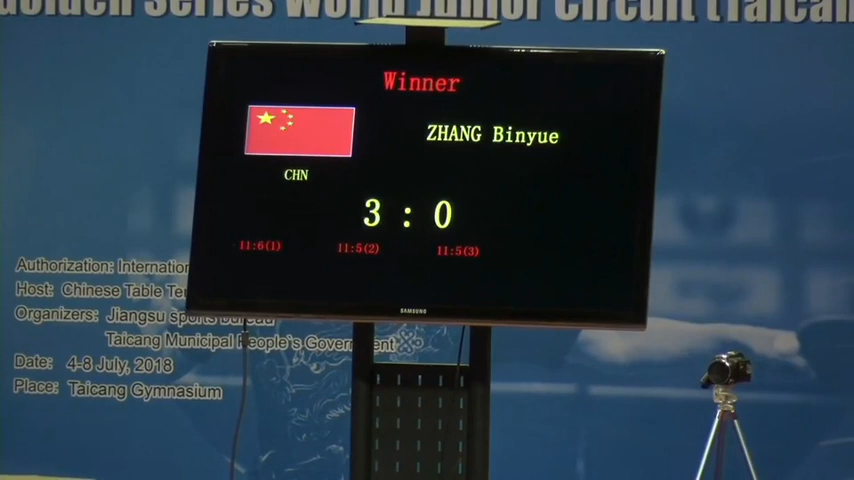 Golden Series World Junior Circuit (Taican
Winner
ZHANG Binyue
CHN
3 : 0
11:6(1) 11:5(2) 11:5(3)
SAMSUNG
Authorization: Internation
Host: Chinese Table Te
Organizers: Jiangsu sports bureau
Taicang Municipal People's Government
Date: 4-8 July, 2018
Place: Taicang Gymnasium